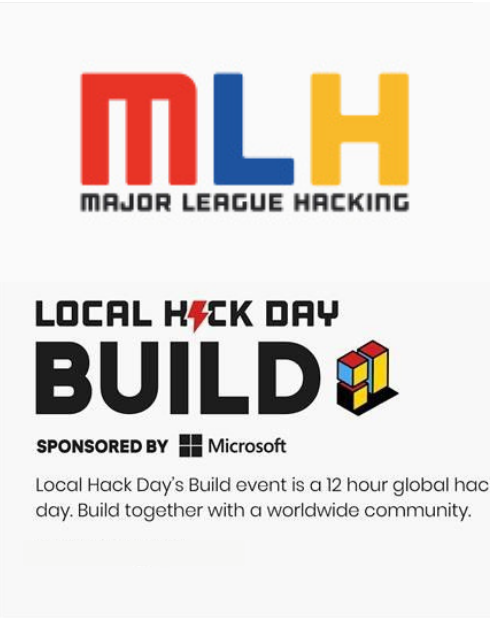 MLH
MAJOR LEAGUE HACKING
LOCAL HACK DAY
BUILD
SPONSORED BY Microsoft
Local Hack Day's Build event is a 12 hour global hac
day. Build together with a worldwide community.